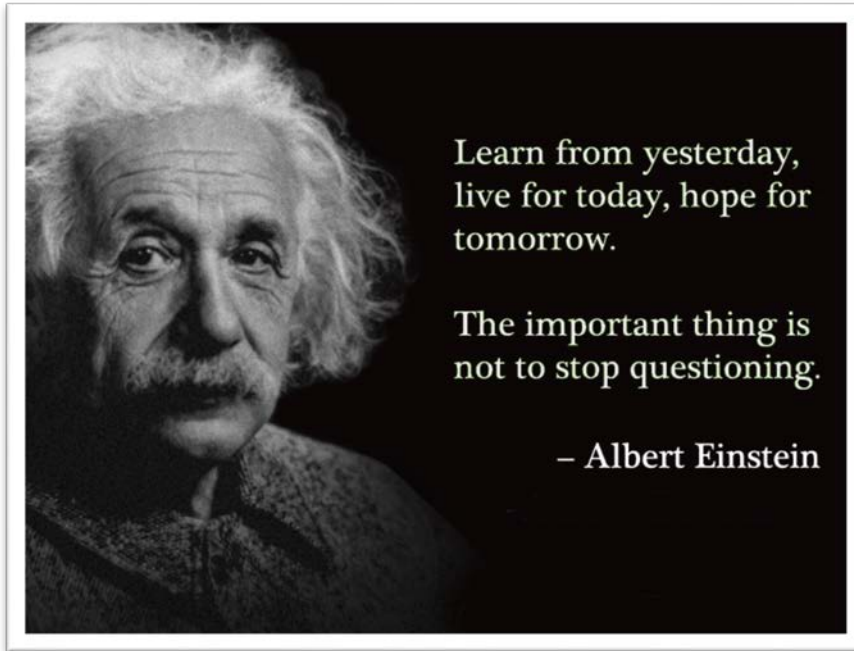 Learn from yesterday,
live for today, hope for
tomorrow.
The important thing is
not to stop questioning.
– Albert Einstein